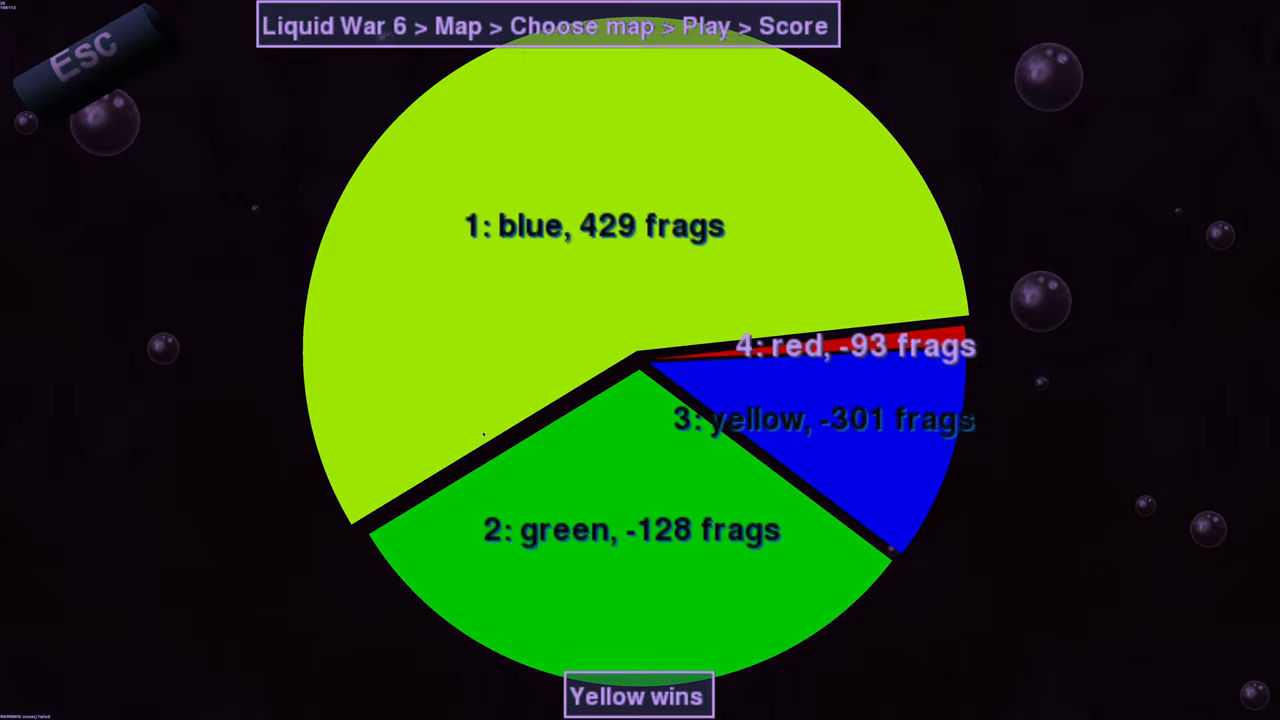 29
Liquid War 6 > Map > Choose map > Play > Score
ESC
1: blue, 429 frags
4: red, -93 frags
3: yellow, -301 frags
2: green, -128 frags
Yellow wins